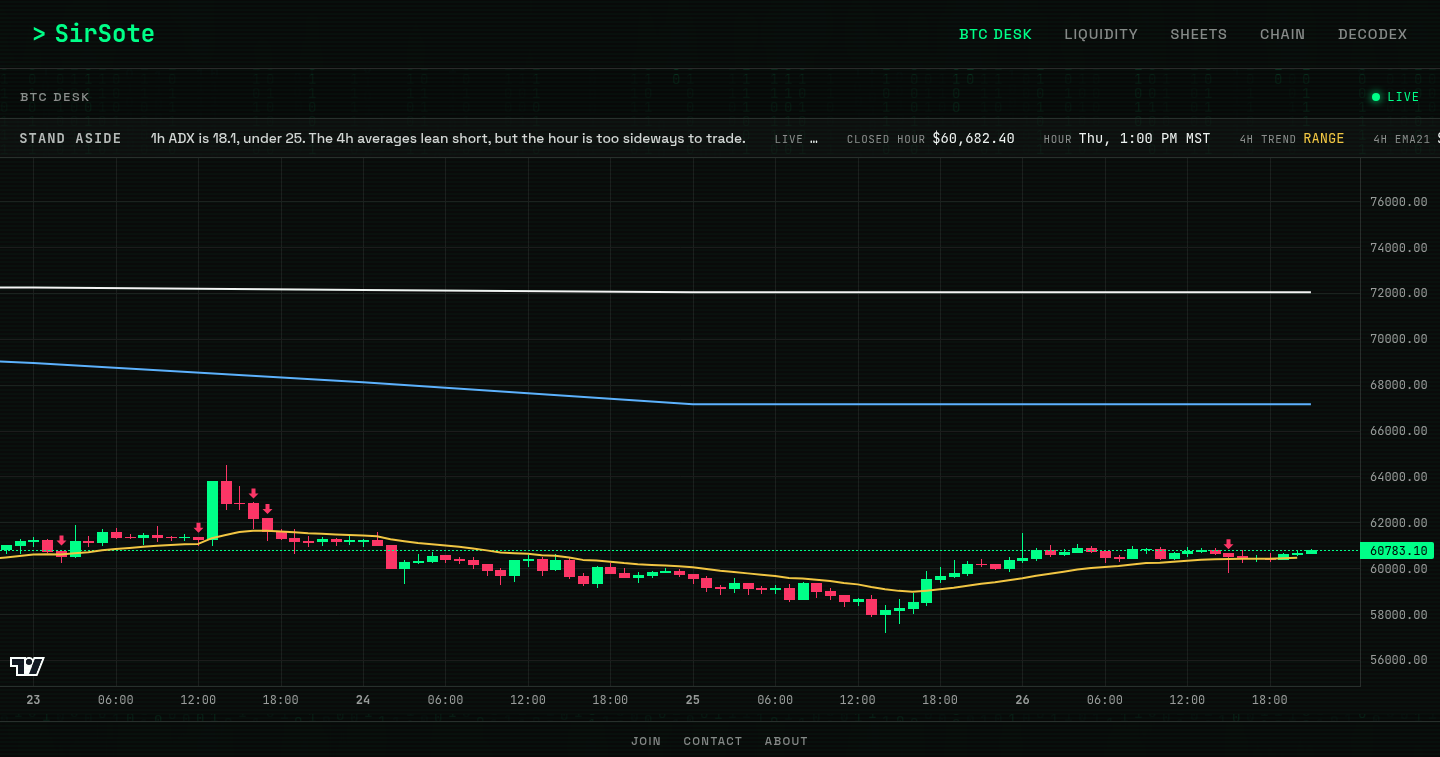 > SirSote
BTC DESK LIQUIDITY SHEETS CHAIN DECODEX
BTC DESK
LIVE
STAND ASIDE 1h ADX is 18.1, under 25. The 4h averages lean short, but the hour is too sideways to trade. LIVE … CLOSED HOUR $60,682.40 HOUR Thu, 1:00 PM MST 4H TREND RANGE 4H EMA21
76000.00
74000.00
72000.00
70000.00
68000.00
66000.00
64000.00
62000.00
60783.10
60000.00
58000.00
56000.00
23 06:00 12:00 18:00 24 06:00 12:00 18:00 25 06:00 12:00 18:00 26 06:00 12:00 18:00
JOIN CONTACT ABOUT